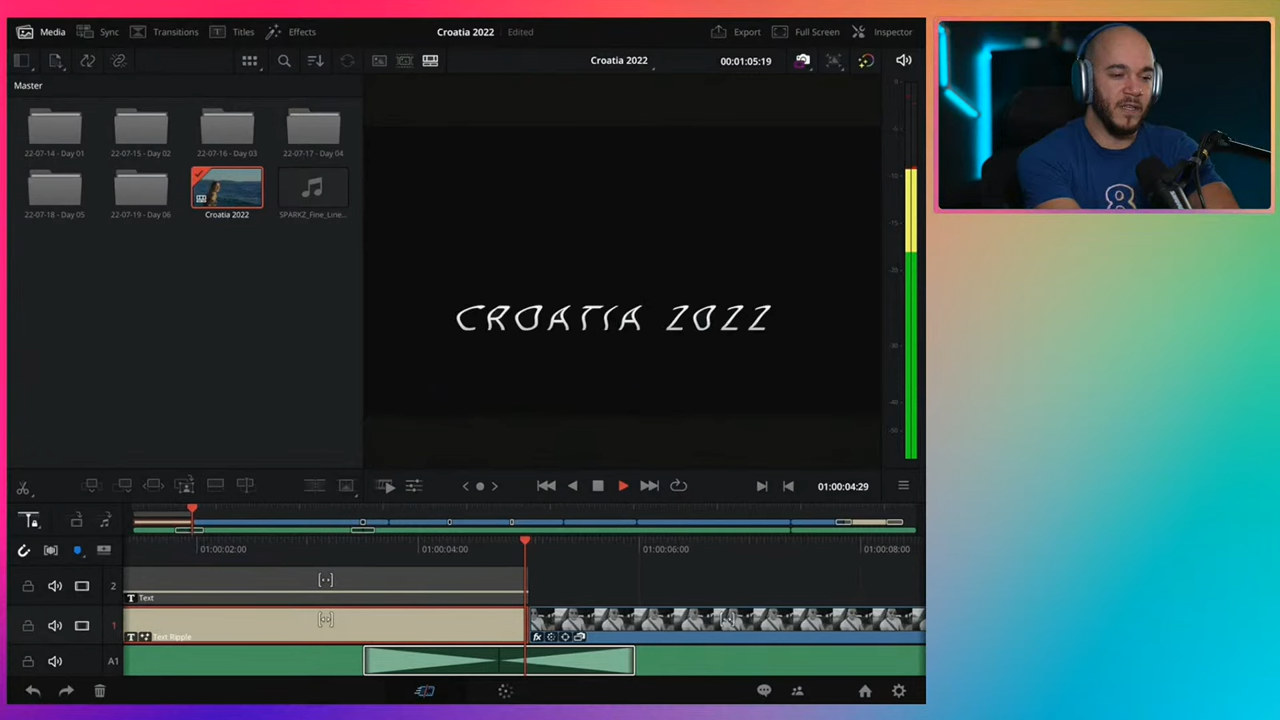 Media Sync Transitions Titles Effects Croatia 2022 Edited Export Full Screen Inspector
Croatia 2022 00:01:05:19
Master
22-07-14 - Day 01 22-07-15 - Day 02 22-07-16 - Day 03 22-07-17 - Day 04
22-07-18 - Day 05 22-07-19 - Day 06 Croatia 2022 SPARKZ_Fine_Line...
CROATIA 2022
01:00:04:29
01:00:02:00 01:00:04:00 01:00:06:00 01:00:08:00
2
T Text
1
T Text Ripple fx
A1
8